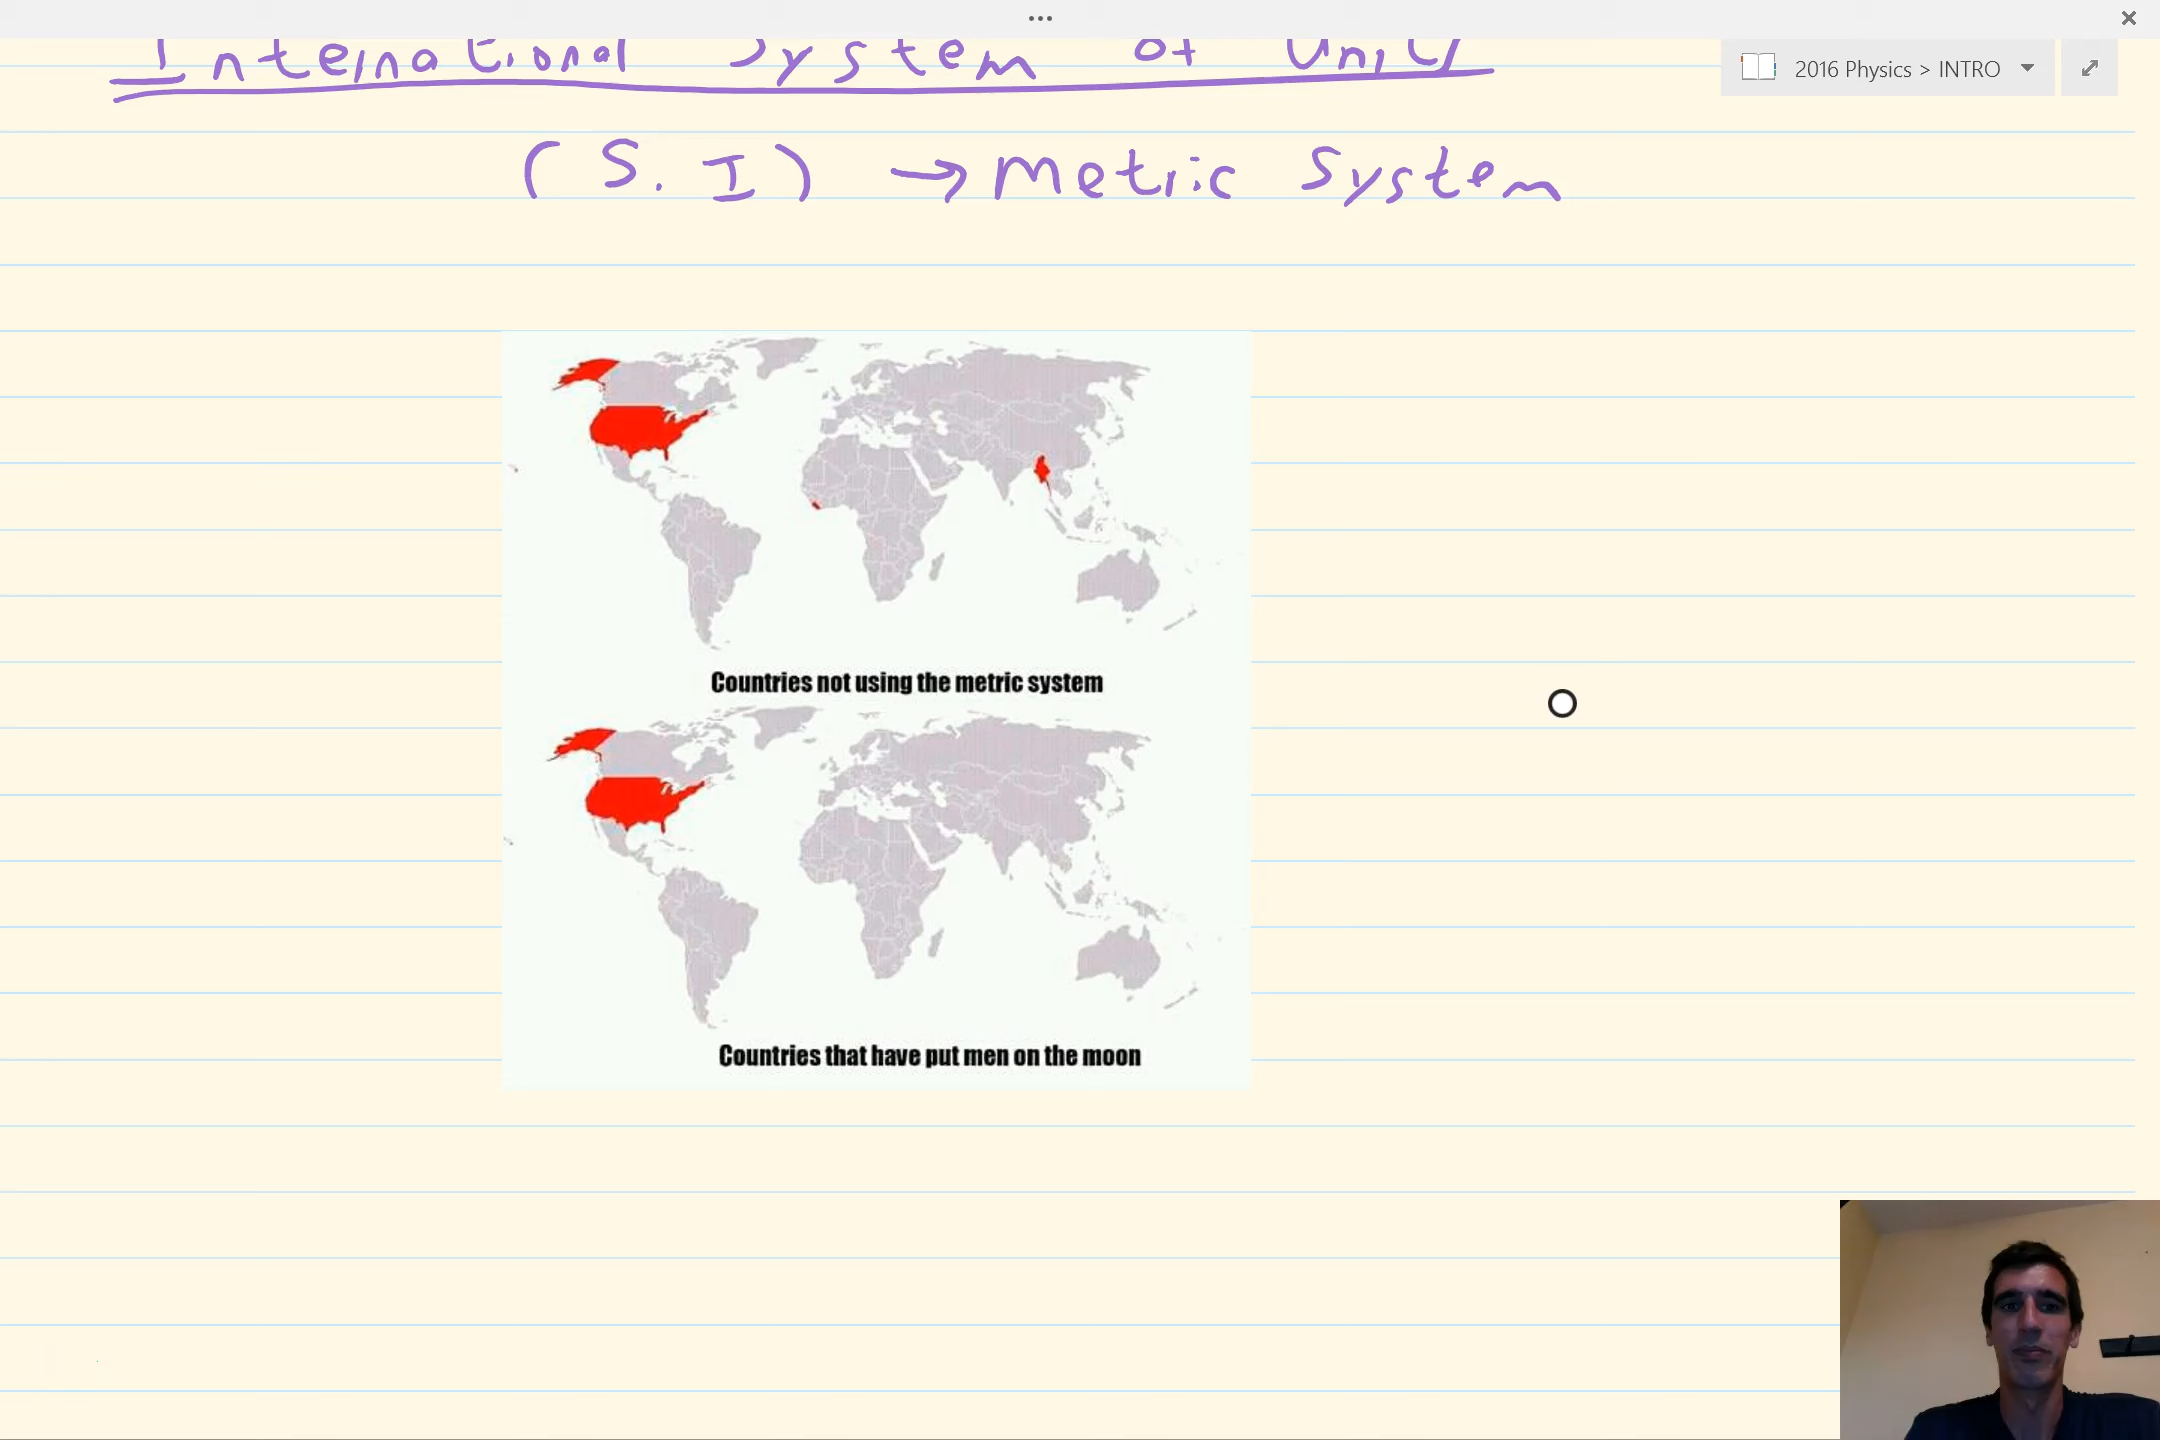 International System of Units
2016 Physics > INTRO
(S.I) → Metric System
Countries not using the metric system
Countries that have put men on the moon